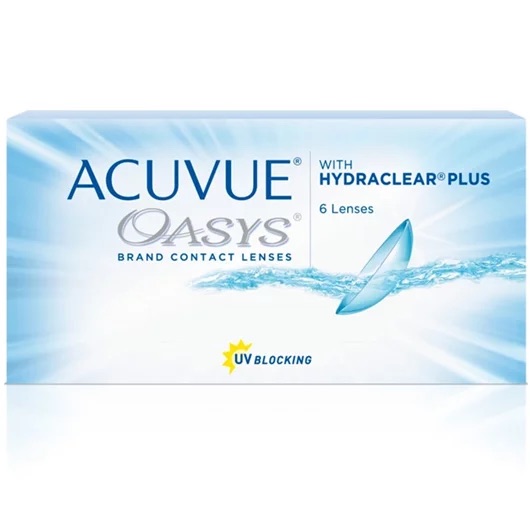 ACUVUE®
OASYS®
BRAND CONTACT LENSES
WITH
HYDRACLEAR® PLUS
6 Lenses
UV BLOCKING